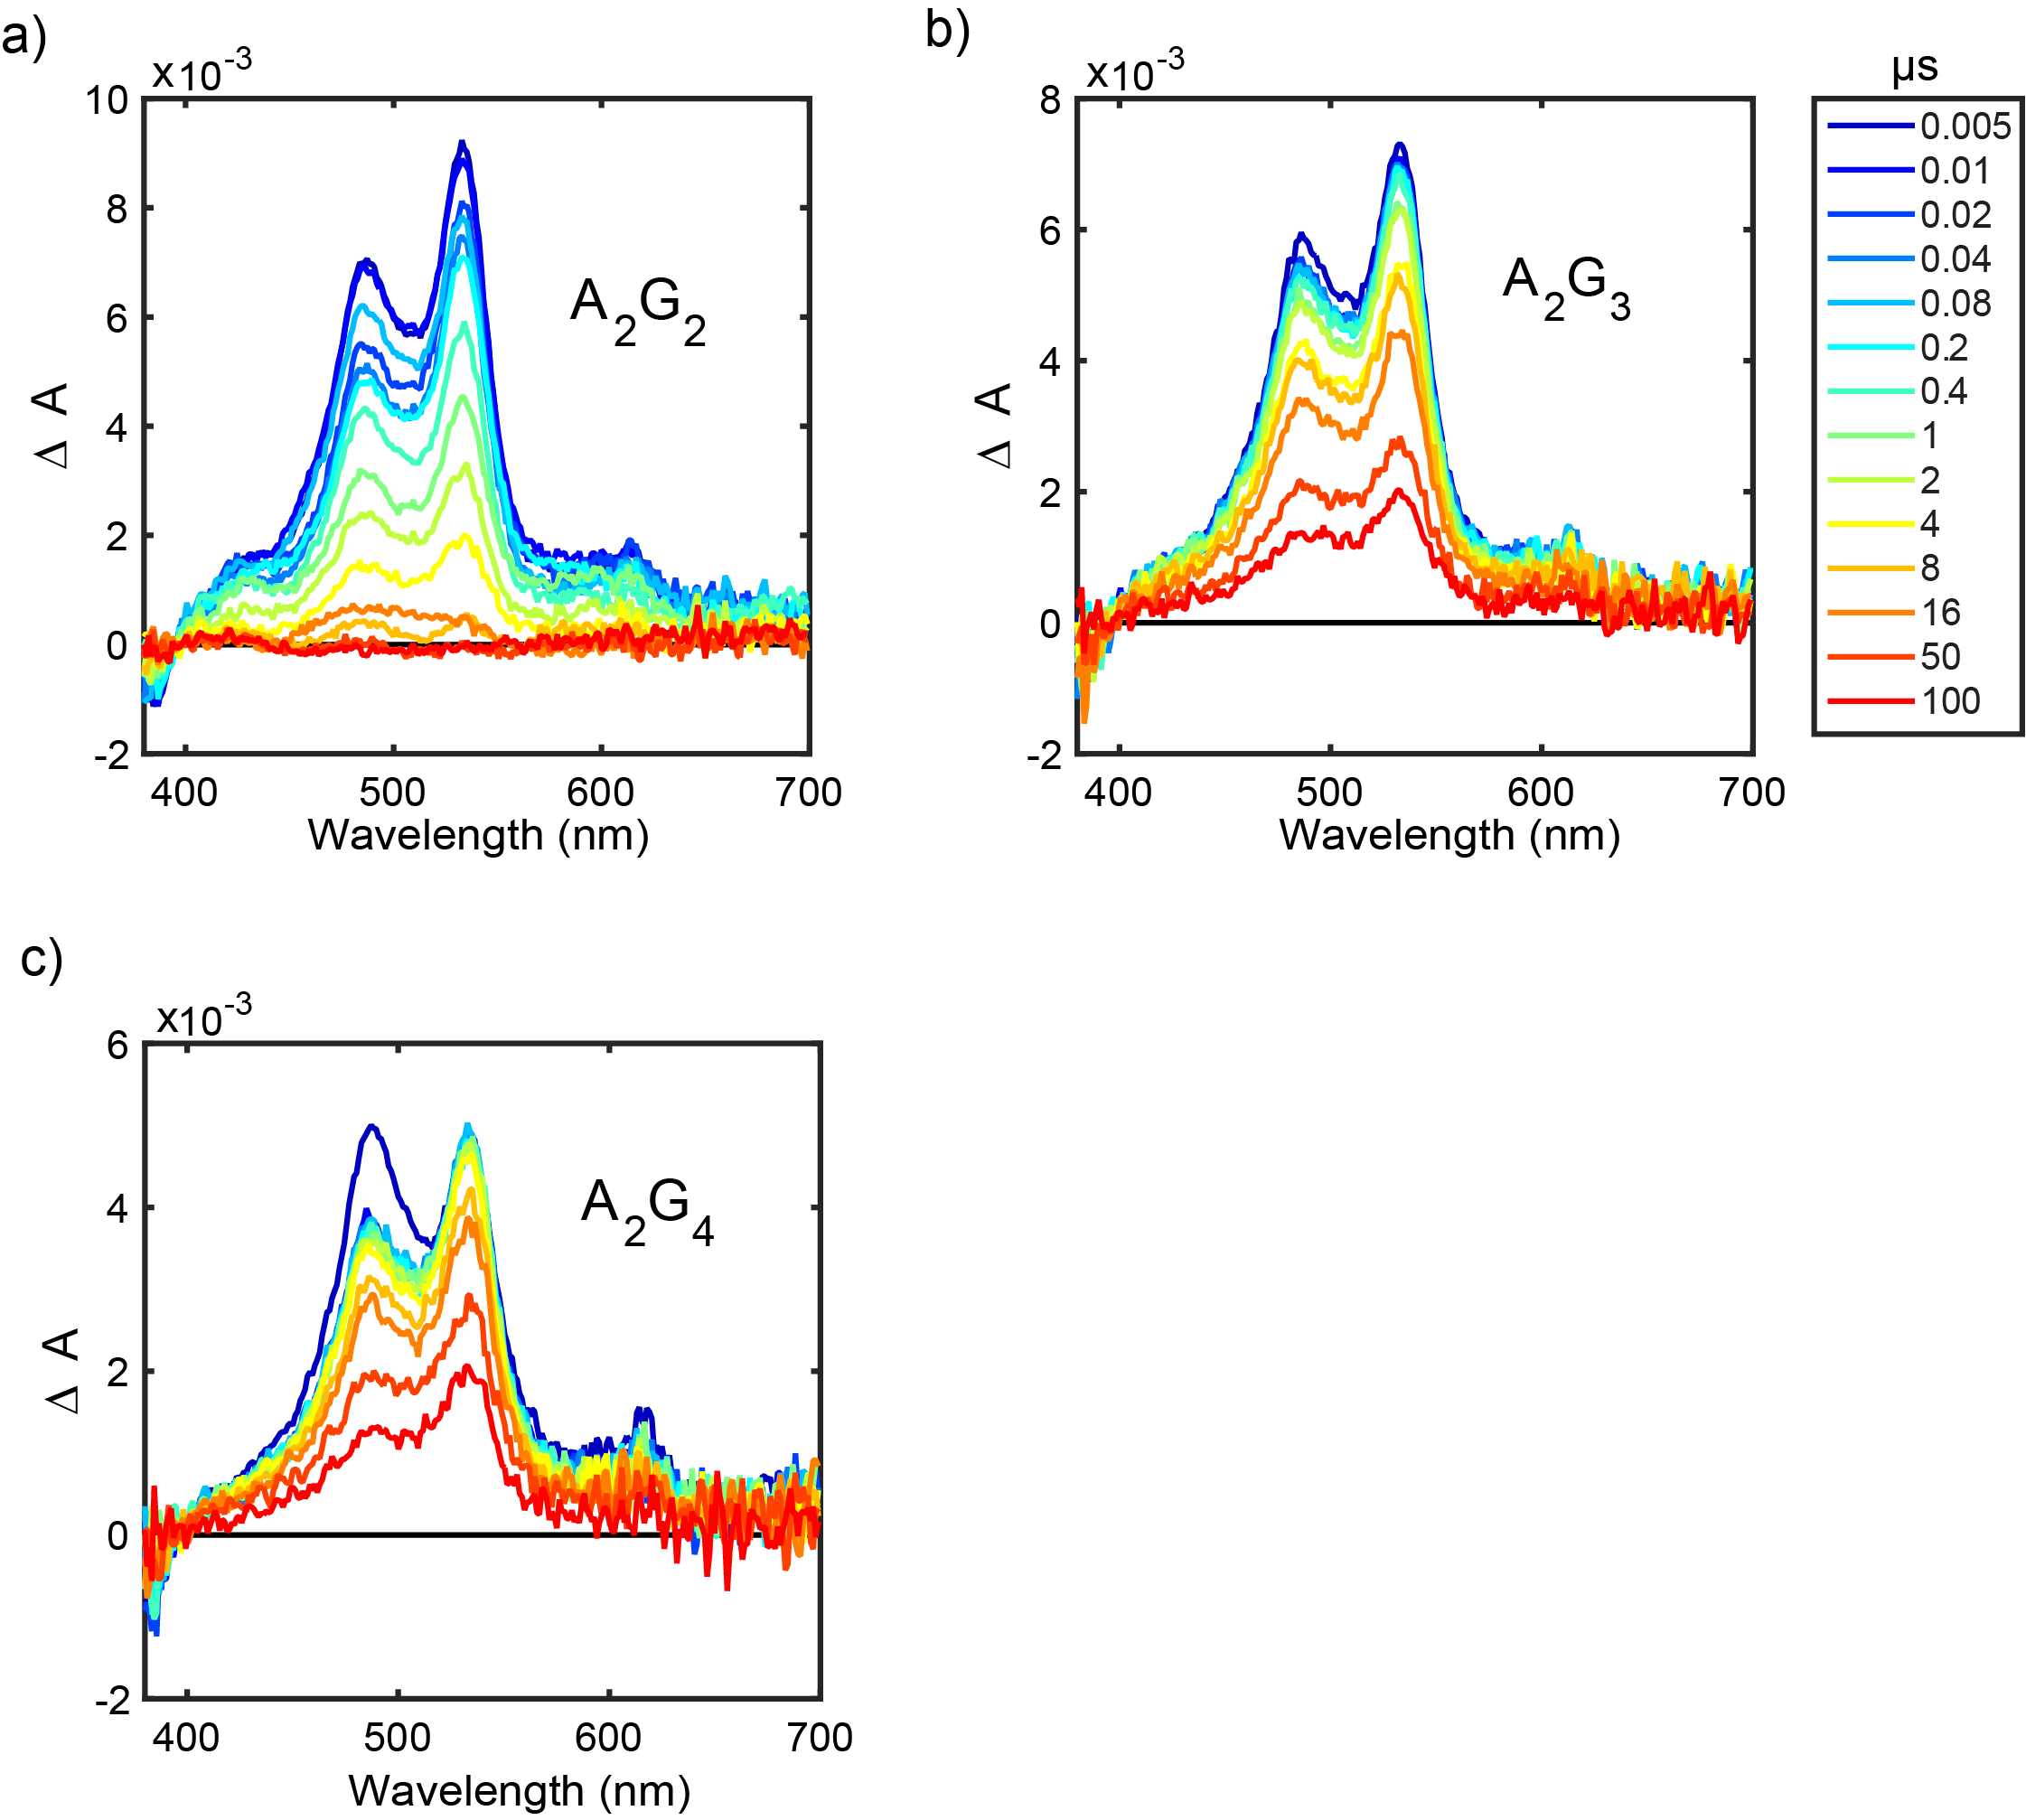 a)
x10-3
10
8
6
4
2
0
-2
Δ A
A2G2
400 500 600 700
Wavelength (nm)
b)
x10-3
8
6
4
2
0
-2
Δ A
A2G3
400 500 600 700
Wavelength (nm)
µs
0.005
0.01
0.02
0.04
0.08
0.2
0.4
1
2
4
8
16
50
100
c)
x10-3
6
4
2
0
-2
Δ A
A2G4
400 500 600 700
Wavelength (nm)